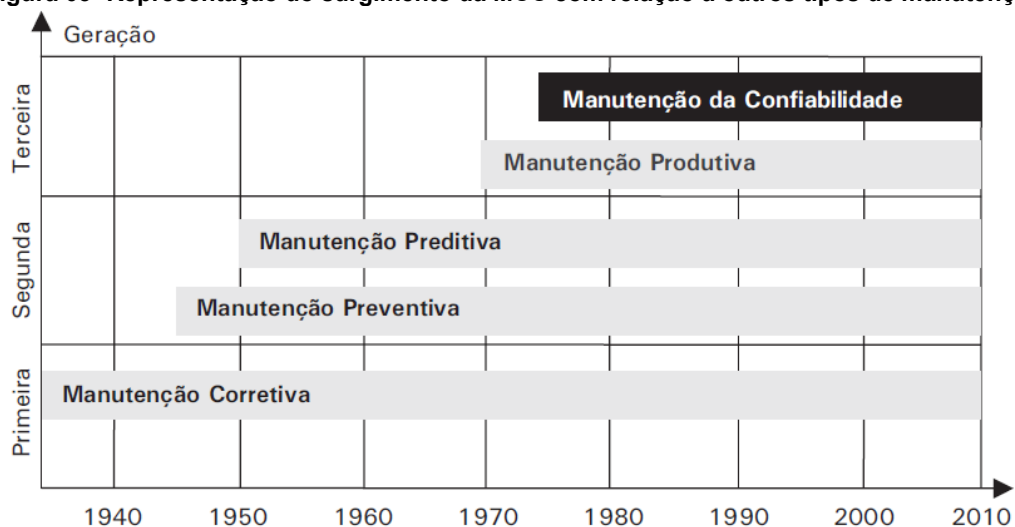 Geração
Terceira
Manutenção da Confiabilidade
Manutenção Produtiva
Segunda
Manutenção Preditiva
Manutenção Preventiva
Primeira
Manutenção Corretiva
1940 1950 1960 1970 1980 1990 2000 2010